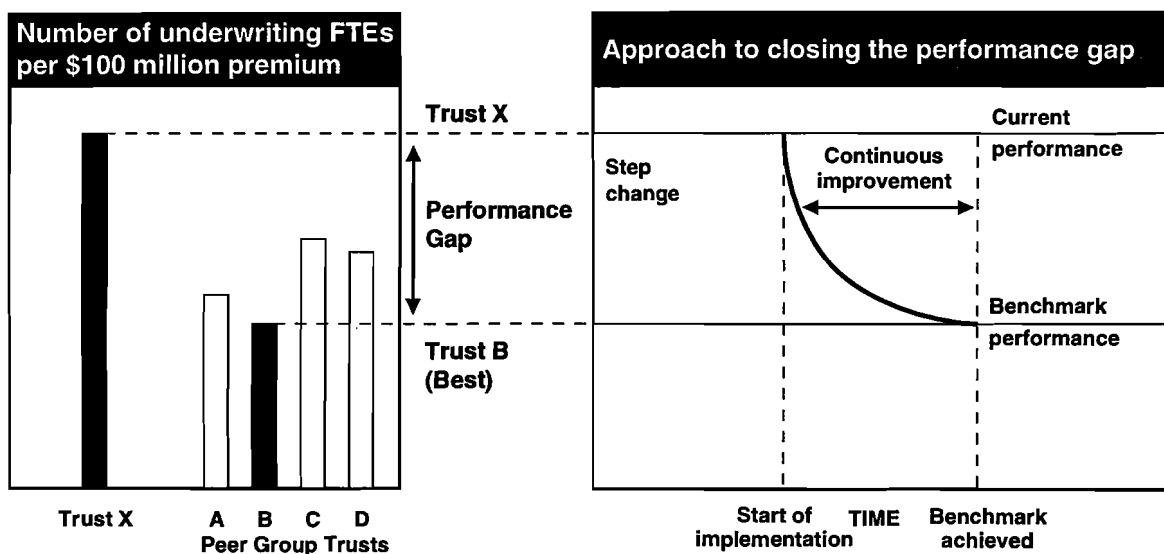 Number of underwriting FTEs
per $100 million premium
Trust X
Performance
Gap
Trust B
(Best)
Trust X
A
B
C
D
Peer Group Trusts
Approach to closing the performance gap
Current
performance
Step
change
Continuous
improvement
Benchmark
performance
Start of
implementation
TIME
Benchmark
achieved